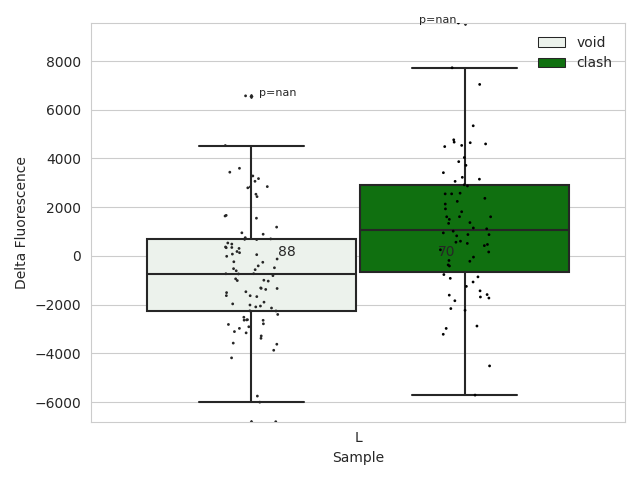 p=nan
void
clash
8000
p=nan
6000
4000
2000
88
70
0
−2000
−4000
−6000
Delta Fluorescence
L
Sample